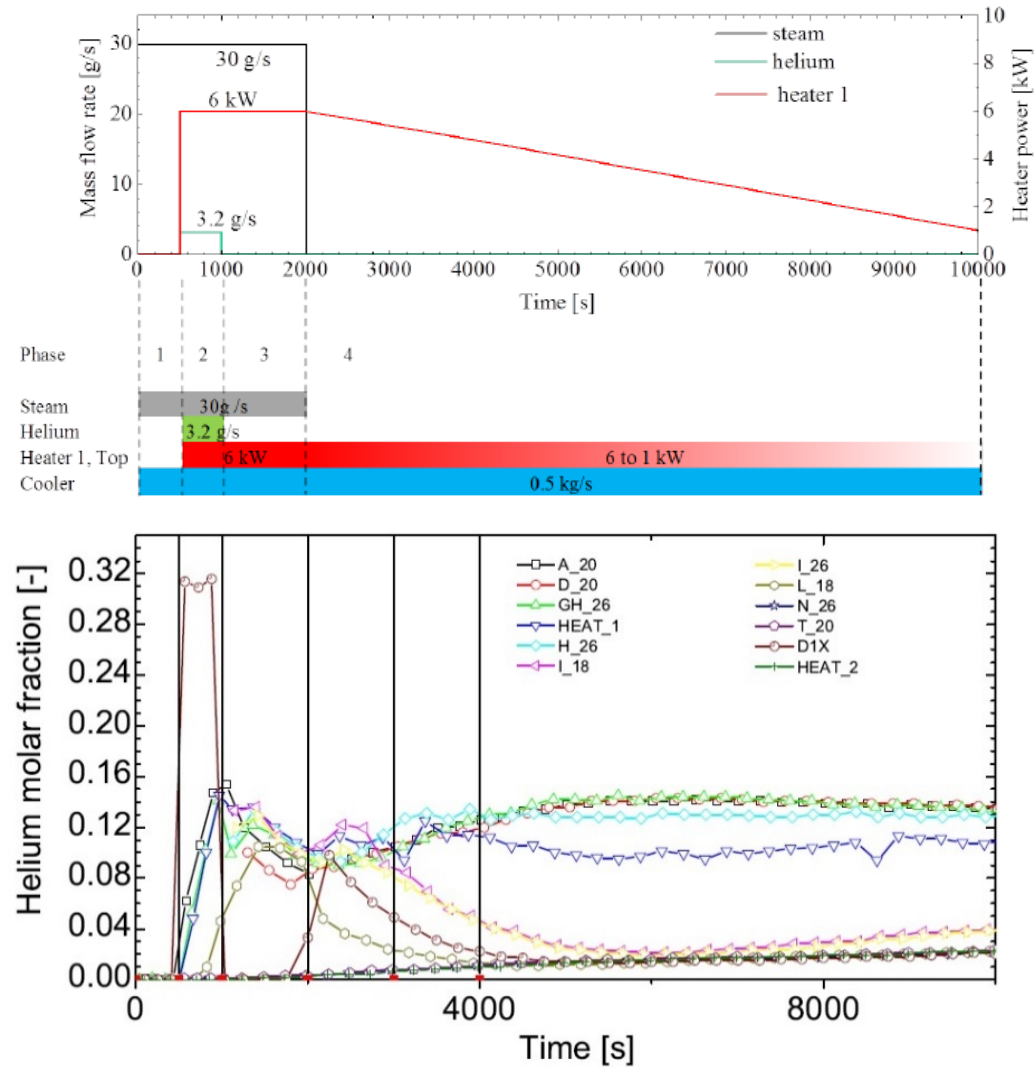 10
30
steam
30 g/s
helium
8
6 kW
heater 1
20
6
Mass flow rate [g/s]
Heater power [kW]
4
10
3.2 g/s
2
0
0
0
1000
2000
3000
4000
5000
6000
7000
8000
9000
10000
Time [s]
Phase
1
2
3
4
Steam
30g /s
Helium
3.2 g/s
Heater 1, Top
6 kW
6 to 1 kW
Cooler
0.5 kg/s
Helium molar fraction [-]
0.32
0.28
0.24
0.20
0.16
0.12
0.08
0.04
0.00
A_20
D_20
GH_26
HEAT_1
H_26
I_18
I_26
L_18
N_26
T_20
D1X
HEAT_2
0
4000
8000
Time [s]